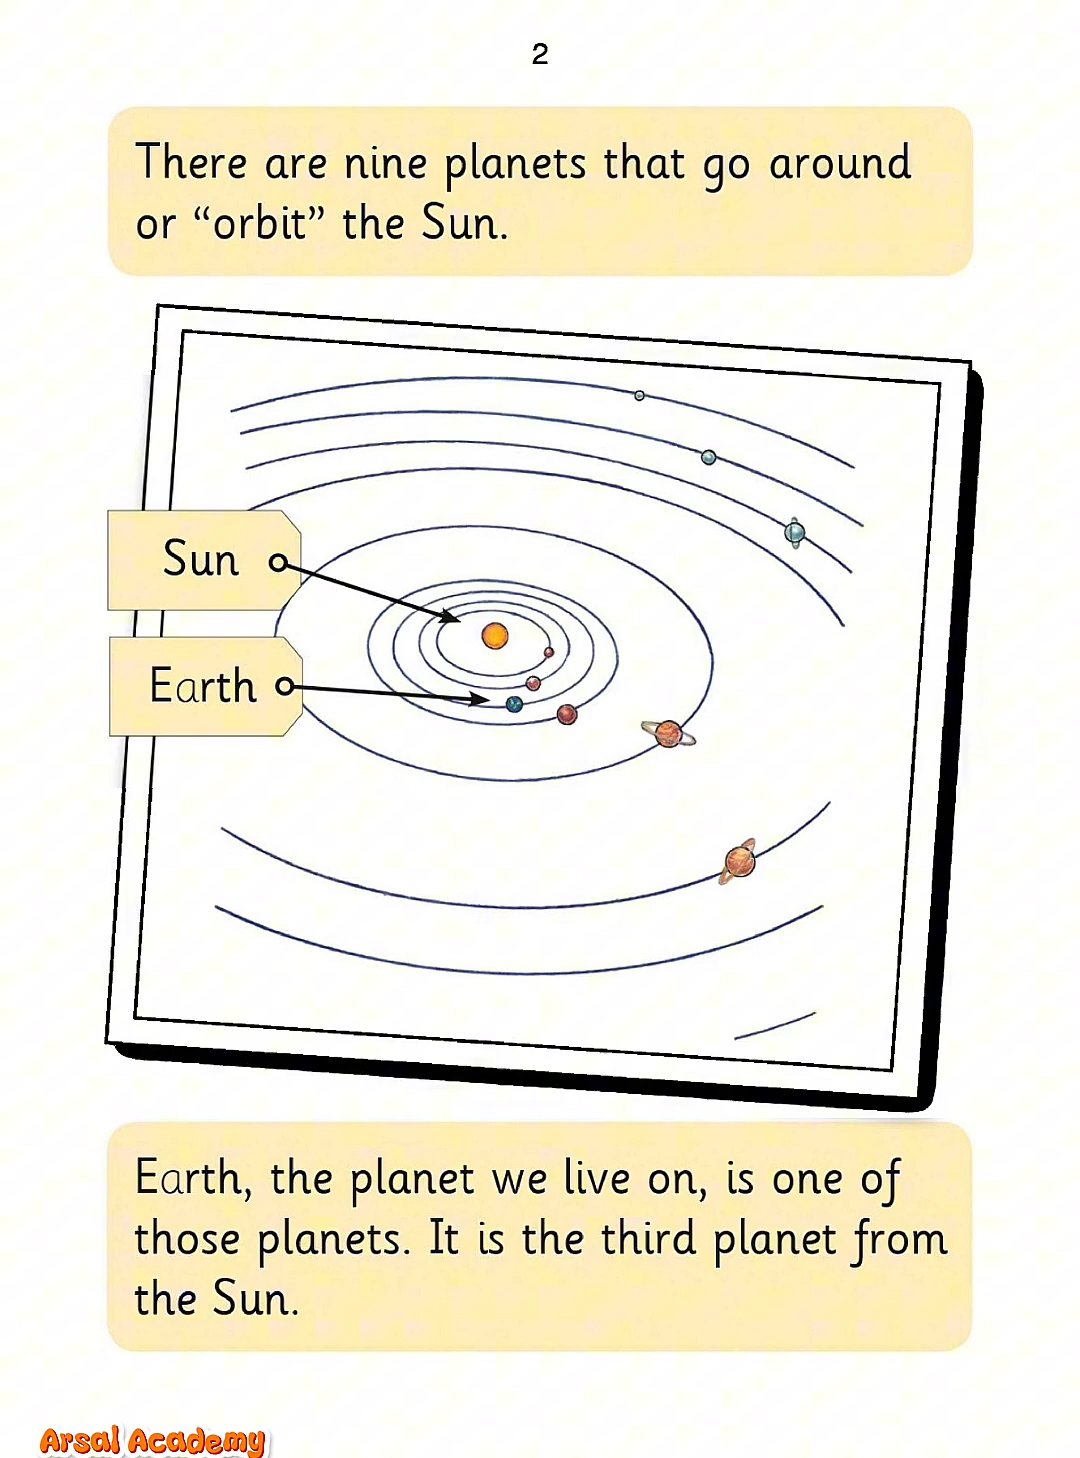 2
There are nine planets that go around
or “orbit” the Sun.
Sun
Earth
Earth, the planet we live on, is one of
those planets. It is the third planet from
the Sun.
Arsal Academy